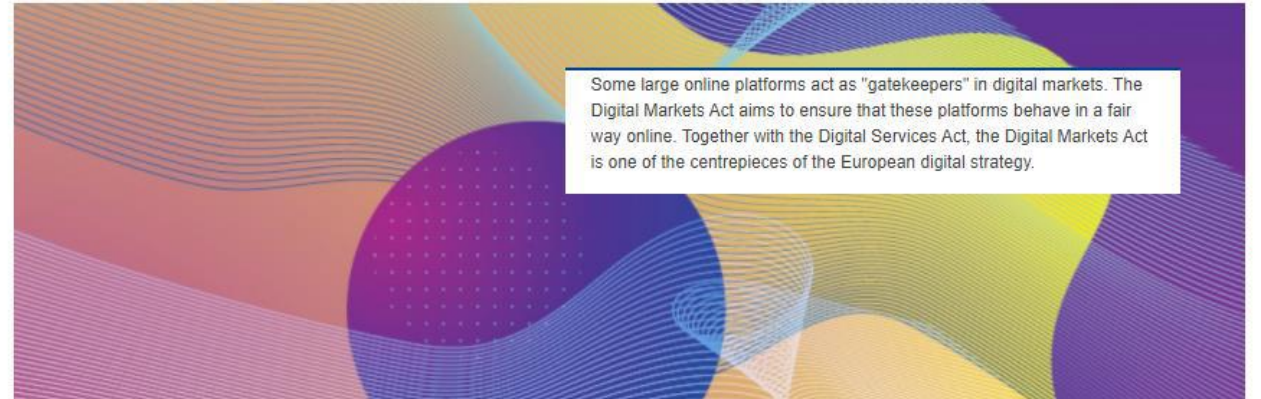 Some large online platforms act as "gatekeepers" in digital markets. The
Digital Markets Act aims to ensure that these platforms behave in a fair
way online. Together with the Digital Services Act, the Digital Markets Act
is one of the centrepieces of the European digital strategy.